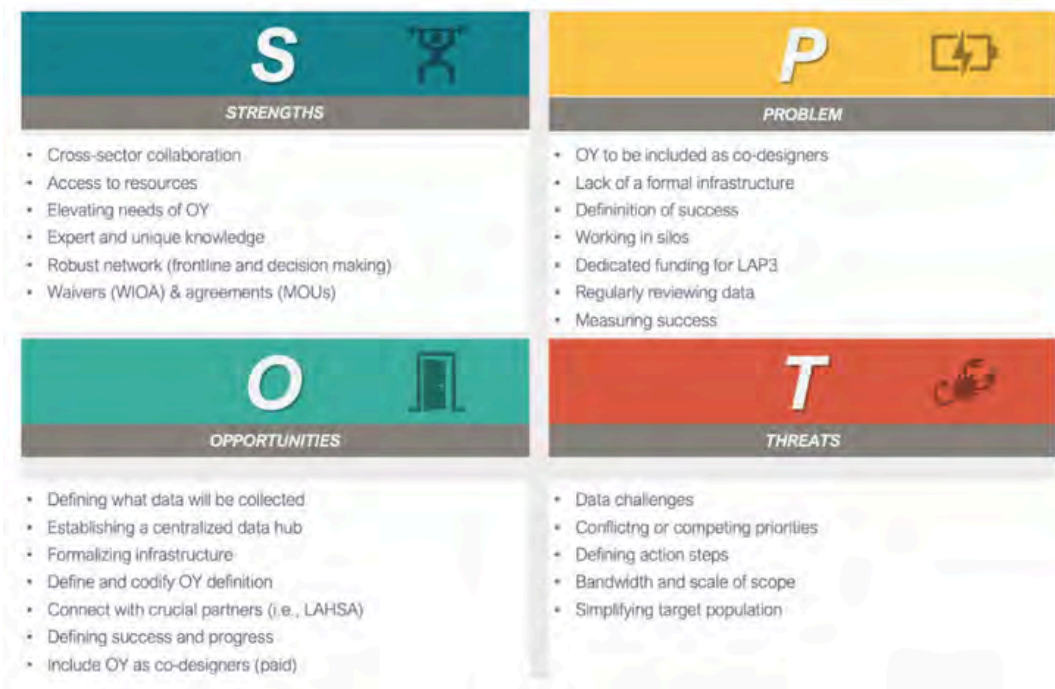 S
STRENGTHS
• Cross-sector collaboration
• Access to resources
• Elevating needs of OY
• Expert and unique knowledge
• Robust network (frontline and decision making)
• Waivers (WIOA) & agreements (MOUs)
P
PROBLEM
• OY to be included as co-designers
• Lack of a formal infrastructure
• Defininition of success
• Working in silos
• Dedicated funding for LAP3
• Regularly reviewing data
• Measuring success
O
OPPORTUNITIES
• Defining what data will be collected
• Establishing a centralized data hub
• Formalizing infrastructure
• Define and codify OY definition
• Connect with crucial partners (i.e., LAHSA)
• Defining success and progress
• Include OY as co-designers (paid)
T
THREATS
• Data challenges
• Conflictng or competing priorities
• Defining action steps
• Bandwidth and scale of scope
• Simplifying target population